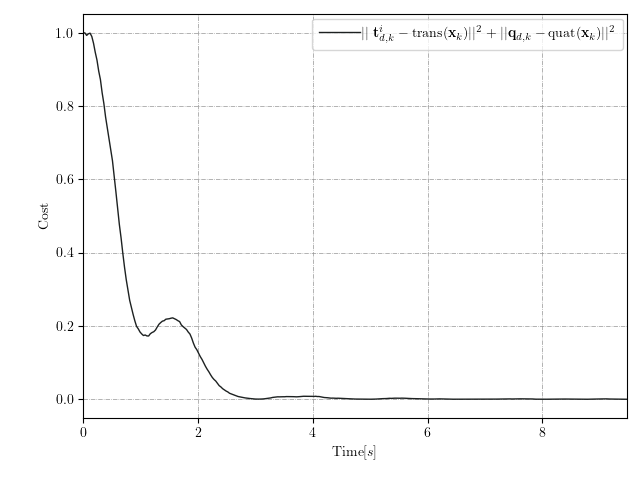 || t^i_{d,k} − trans(x_k)||² + ||q_{d,k} − quat(x_k)||²
1.0
0.8
0.6
0.4
0.2
0.0
Cost
0 2 4 6 8
Time[s]